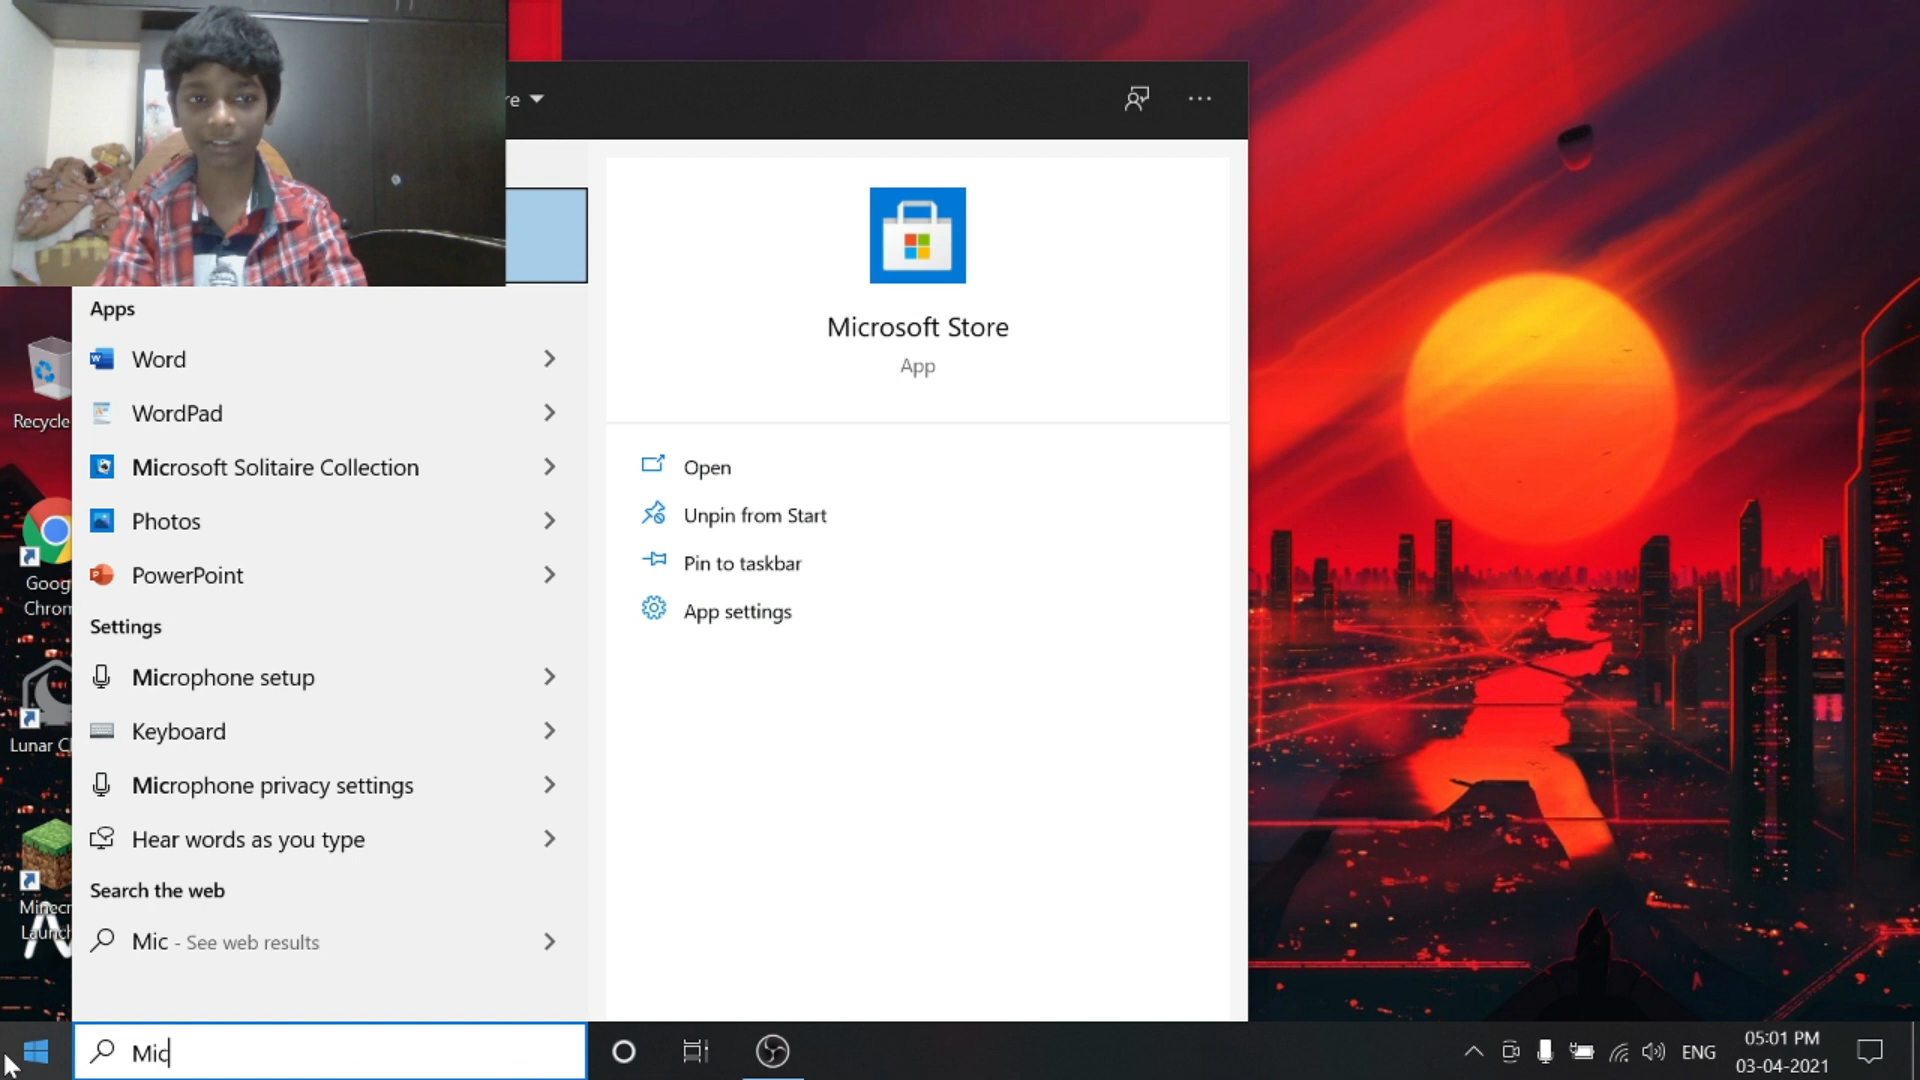 re
Apps
Word
WordPad
Microsoft Solitaire Collection
Photos
PowerPoint
Settings
Microphone setup
Keyboard
Microphone privacy settings
Hear words as you type
Search the web
Mic - See web results
Mic
Microsoft Store
App
Open
Unpin from Start
Pin to taskbar
App settings
Recycle
Goog
Chrom
Lunar Cl
Minecr
Launch
ENG
05:01 PM
03-04-2021